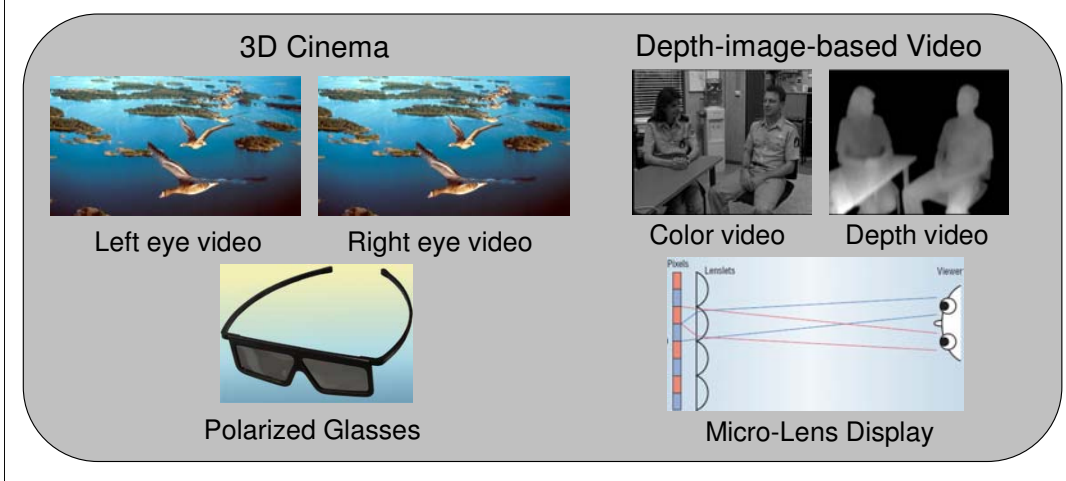 3D Cinema
Left eye video
Right eye video
Polarized Glasses
Depth-image-based Video
Color video
Depth video
Pixels
Lenslets
Viewer
Micro-Lens Display